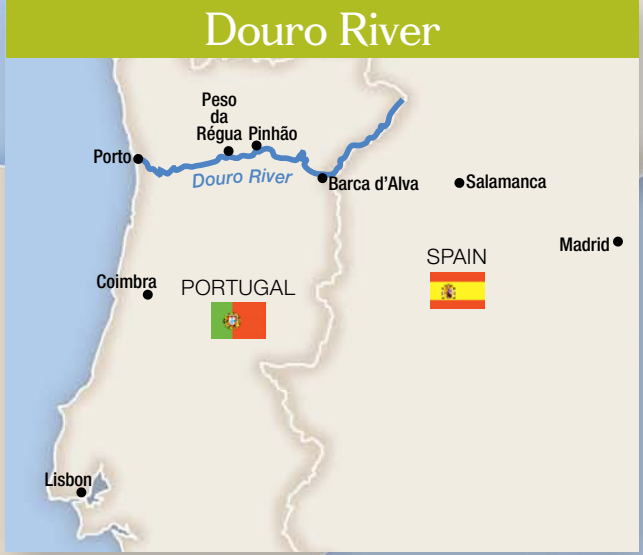 Douro River
Peso
da
Régua
Pinhão
Porto
Douro River
Barca d'Alva
Salamanca
Madrid
SPAIN
Coimbra
PORTUGAL
Lisbon